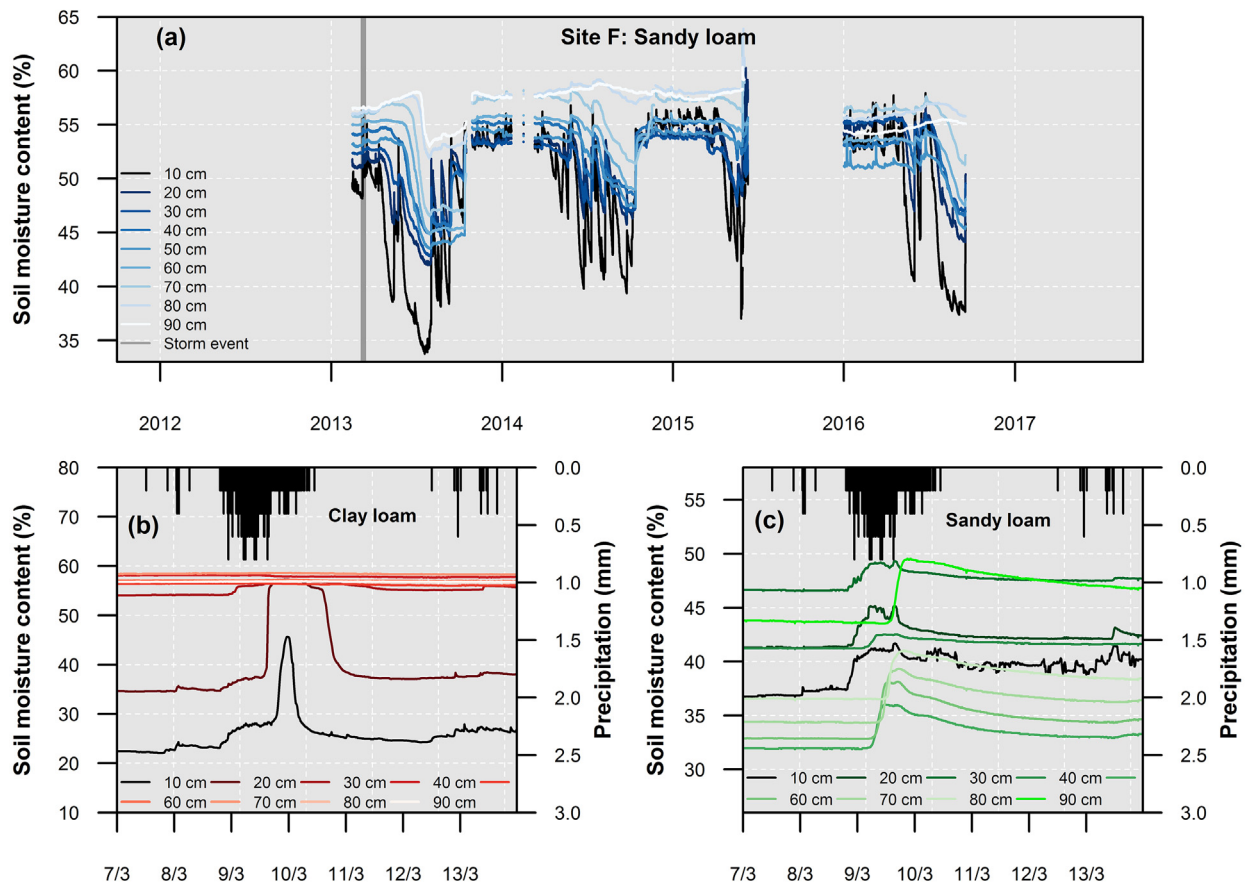 (a)
Site F: Sandy loam
Soil moisture content (%)
65
60
55
50
45
40
35
10 cm
20 cm
30 cm
40 cm
50 cm
60 cm
70 cm
80 cm
90 cm
Storm event
2012 2013 2014 2015 2016 2017
(b)
Clay loam
Soil moisture content (%)
80
70
60
50
40
30
20
10
Precipitation (mm)
0.0
0.5
1.0
1.5
2.0
2.5
3.0
10 cm 20 cm 30 cm 40 cm
60 cm 70 cm 80 cm 90 cm
7/3 8/3 9/3 10/3 11/3 12/3 13/3
(c)
Sandy loam
Soil moisture content (%)
55
50
45
40
35
30
Precipitation (mm)
0.0
0.5
1.0
1.5
2.0
2.5
3.0
10 cm 20 cm 30 cm 40 cm
60 cm 70 cm 80 cm 90 cm
7/3 8/3 9/3 10/3 11/3 12/3 13/3